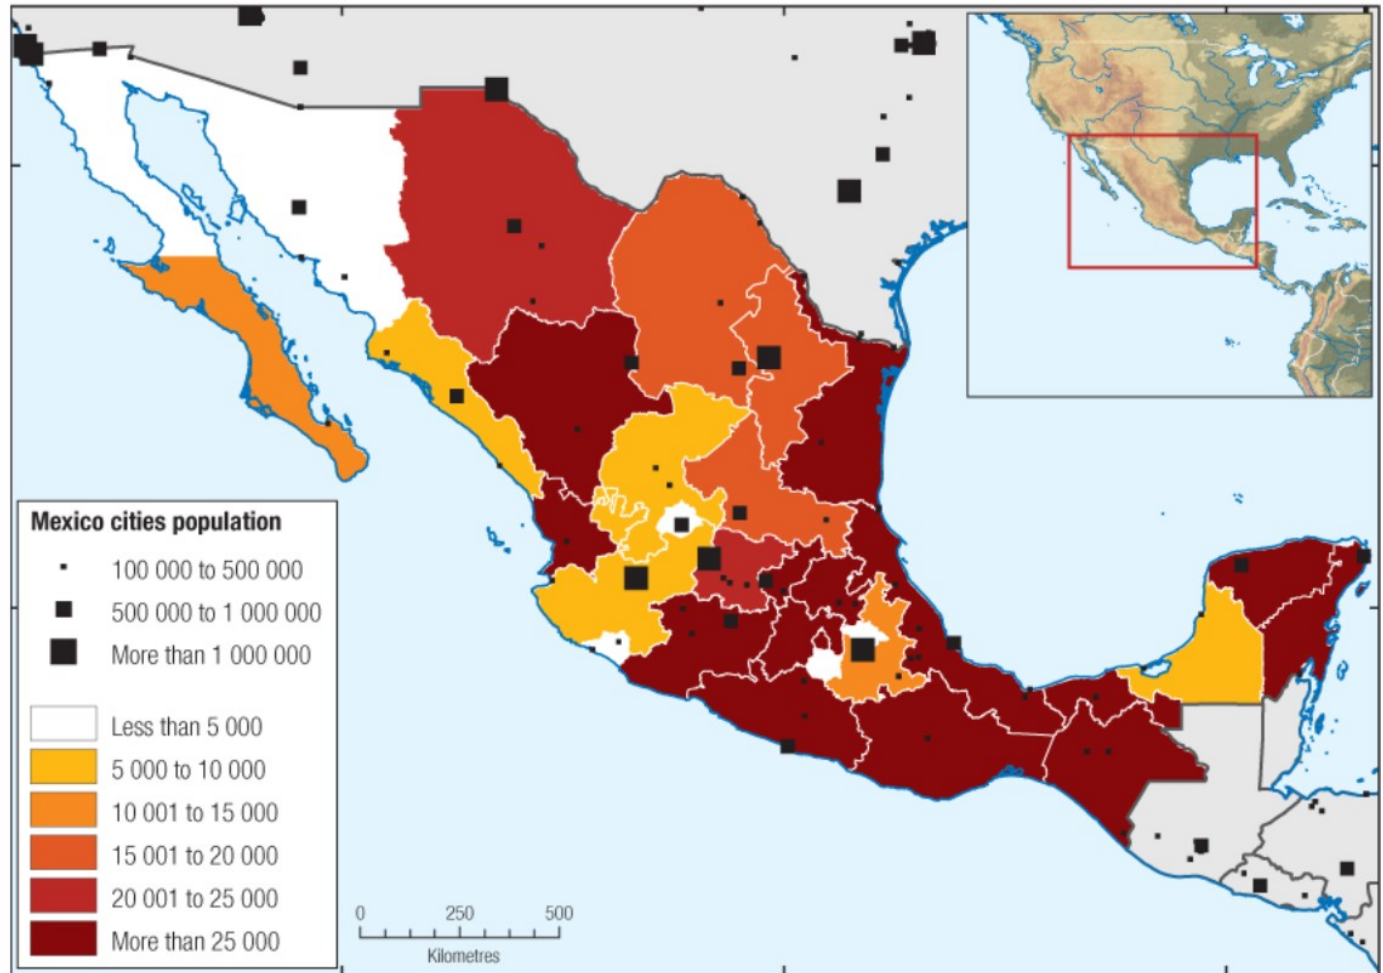 Mexico cities population
100 000 to 500 000
500 000 to 1 000 000
More than 1 000 000
Less than 5 000
5 000 to 10 000
10 001 to 15 000
15 001 to 20 000
20 001 to 25 000
More than 25 000
0 250 500
Kilometres